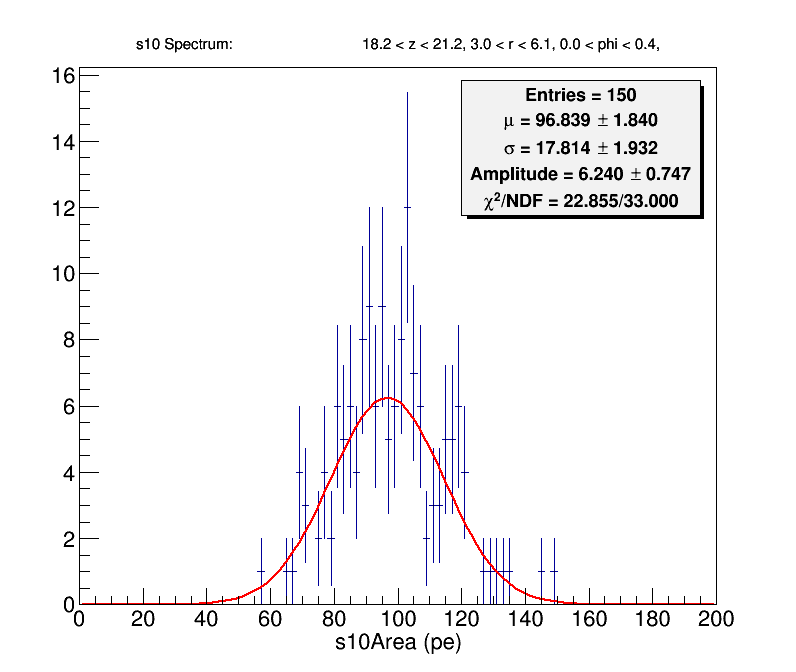 s10 Spectrum: 18.2 < z < 21.2, 3.0 < r < 6.1, 0.0 < phi < 0.4,
Entries = 150
μ = 96.839 ± 1.840
σ = 17.814 ± 1.932
Amplitude = 6.240 ± 0.747
χ²/NDF = 22.855/33.000
16
14
12
10
8
6
4
2
0
0 20 40 60 80 100 120 140 160 180 200
s10Area (pe)